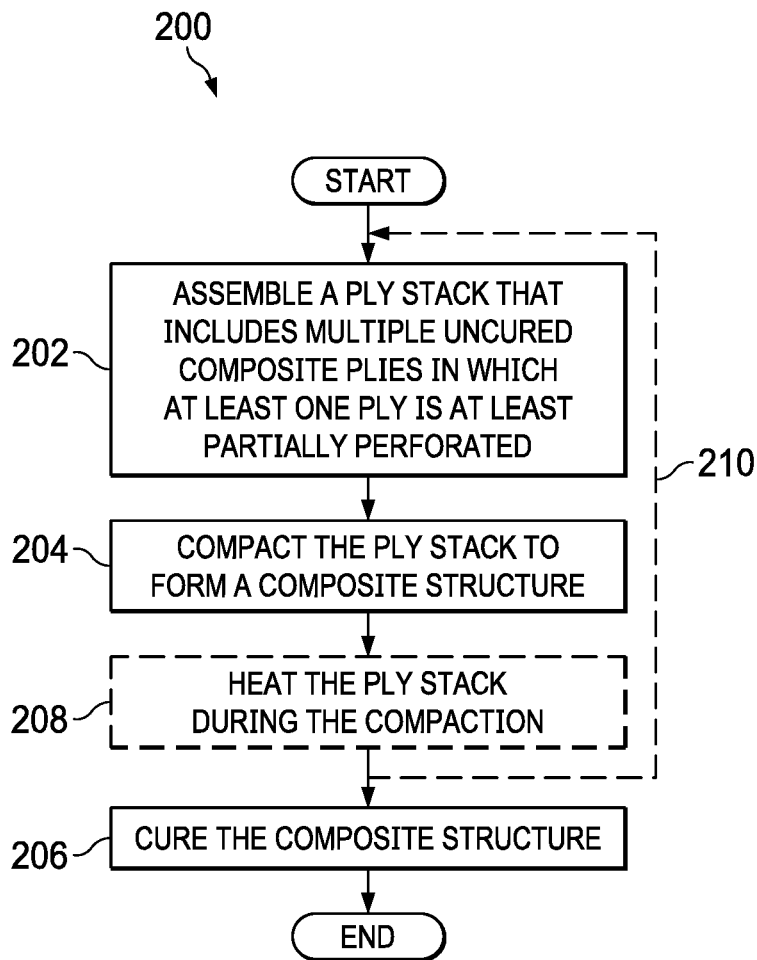 200
START
202
ASSEMBLE A PLY STACK THAT
INCLUDES MULTIPLE UNCURED
COMPOSITE PLIES IN WHICH
AT LEAST ONE PLY IS AT LEAST
PARTIALLY PERFORATED
210
204
COMPACT THE PLY STACK TO
FORM A COMPOSITE STRUCTURE
208
HEAT THE PLY STACK
DURING THE COMPACTION
206
CURE THE COMPOSITE STRUCTURE
END